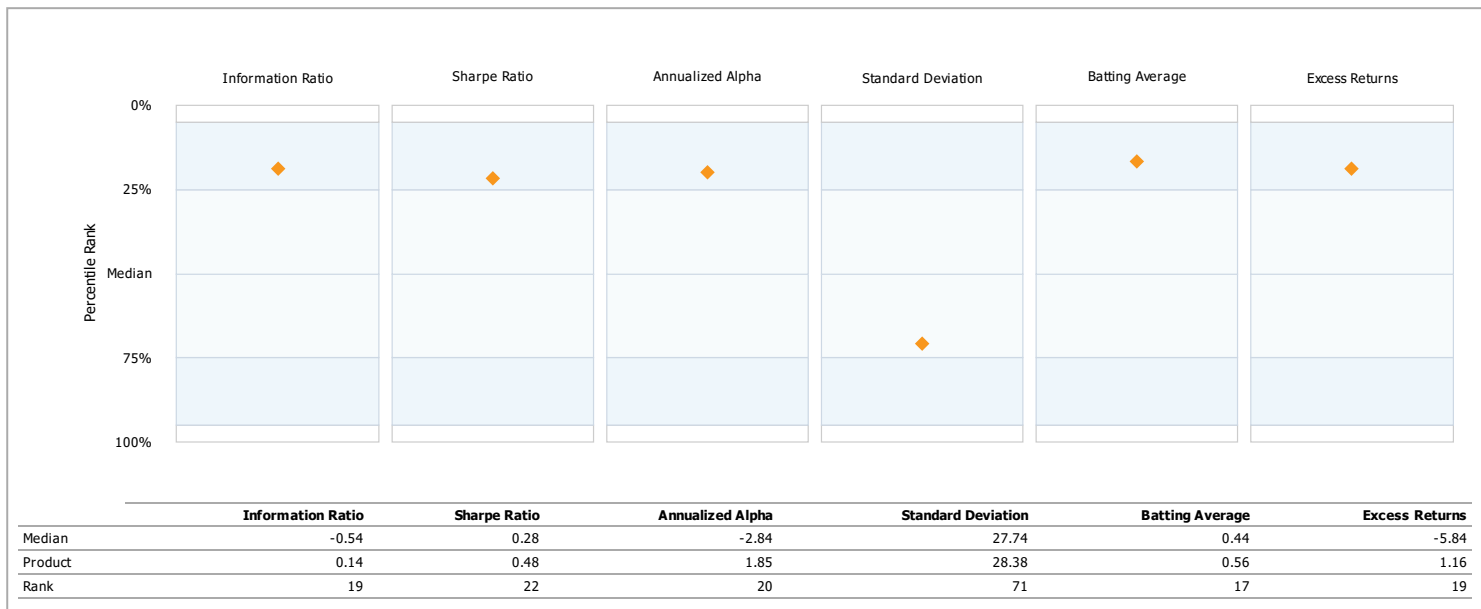 Information Ratio Sharpe Ratio Annualized Alpha Standard Deviation Batting Average Excess Returns
0%
25%
Median
75%
100%
Percentile Rank
Information Ratio Sharpe Ratio Annualized Alpha Standard Deviation Batting Average Excess Returns
Median -0.54 0.28 -2.84 27.74 0.44 -5.84
Product 0.14 0.48 1.85 28.38 0.56 1.16
Rank 19 22 20 71 17 19